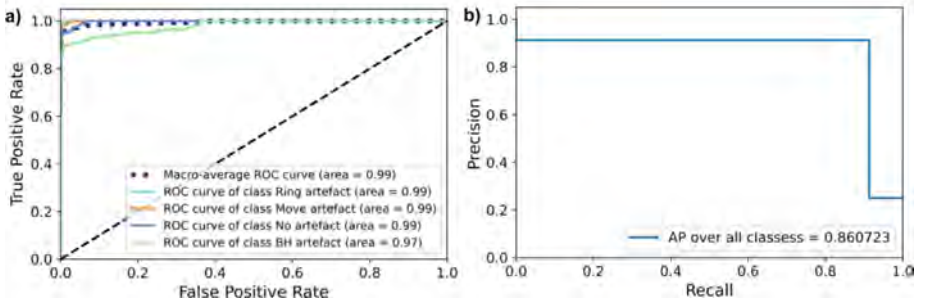 a)
True Positive Rate
1.0
0.8
0.6
0.4
0.2
0.0
Macro-average ROC curve (area = 0.99)
ROC curve of class Ring artefact (area = 0.99)
ROC curve of class Move artefact (area = 0.99)
ROC curve of class No artefact (area = 0.99)
ROC curve of class BH artefact (area = 0.97)
0.0 0.2 0.4 0.6 0.8 1.0
False Positive Rate
b)
Precision
1.0
0.8
0.6
0.4
0.2
0.0
AP over all classess = 0.860723
0.0 0.2 0.4 0.6 0.8 1.0
Recall